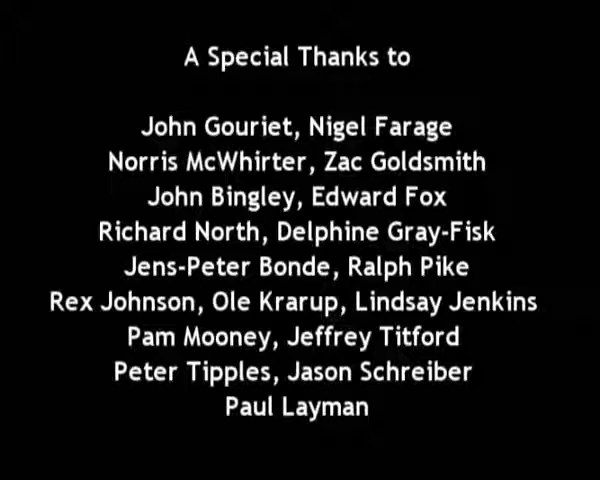 A Special Thanks to
John Gouriet, Nigel Farage
Norris McWhirter, Zac Goldsmith
John Bingley, Edward Fox
Richard North, Delphine Gray-Fisk
Jens-Peter Bonde, Ralph Pike
Rex Johnson, Ole Krarup, Lindsay Jenkins
Pam Mooney, Jeffrey Titford
Peter Tipples, Jason Schreiber
Paul Layman